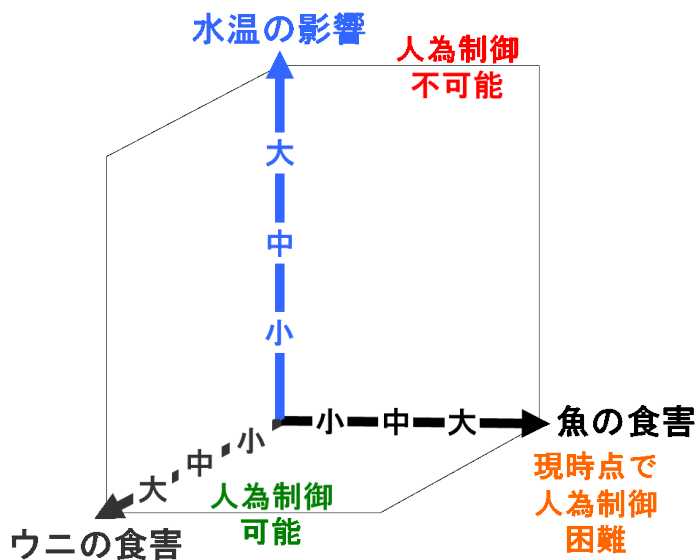 水温の影響
人為制御
不可能
大
中
小
小
中
大
魚の食害
小
中
大
現時点で
人為制御
困難
人為制御
可能
ウニの食害